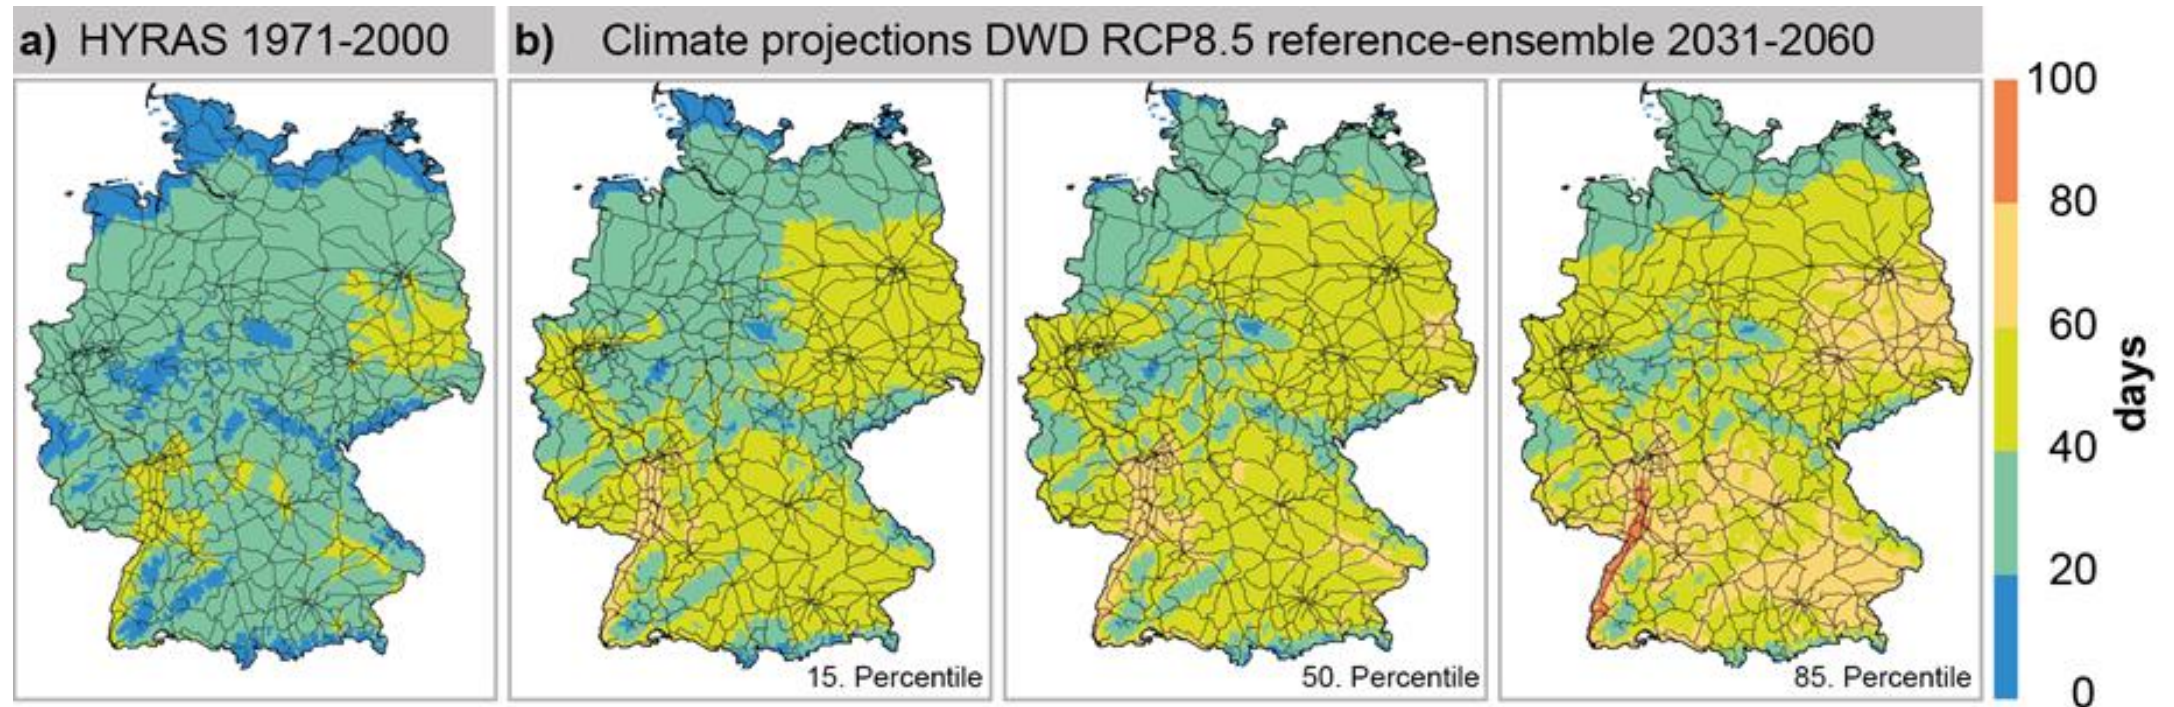 a) HYRAS 1971-2000
b) Climate projections DWD RCP8.5 reference-ensemble 2031-2060
15. Percentile
50. Percentile
85. Percentile
100
80
60
40
20
0
days